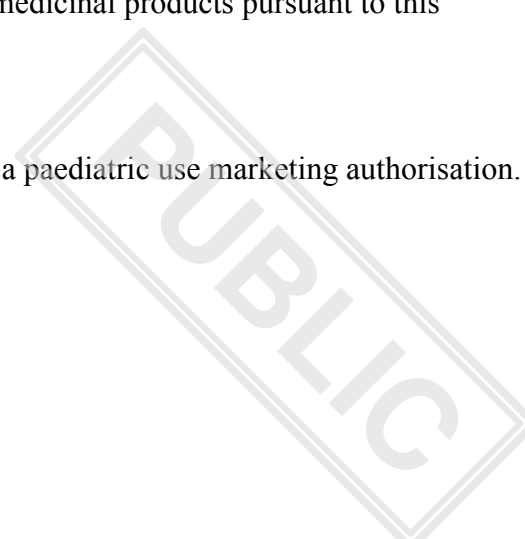 medicinal products pursuant to this
a paediatric use marketing authorisation.
PUBLIC